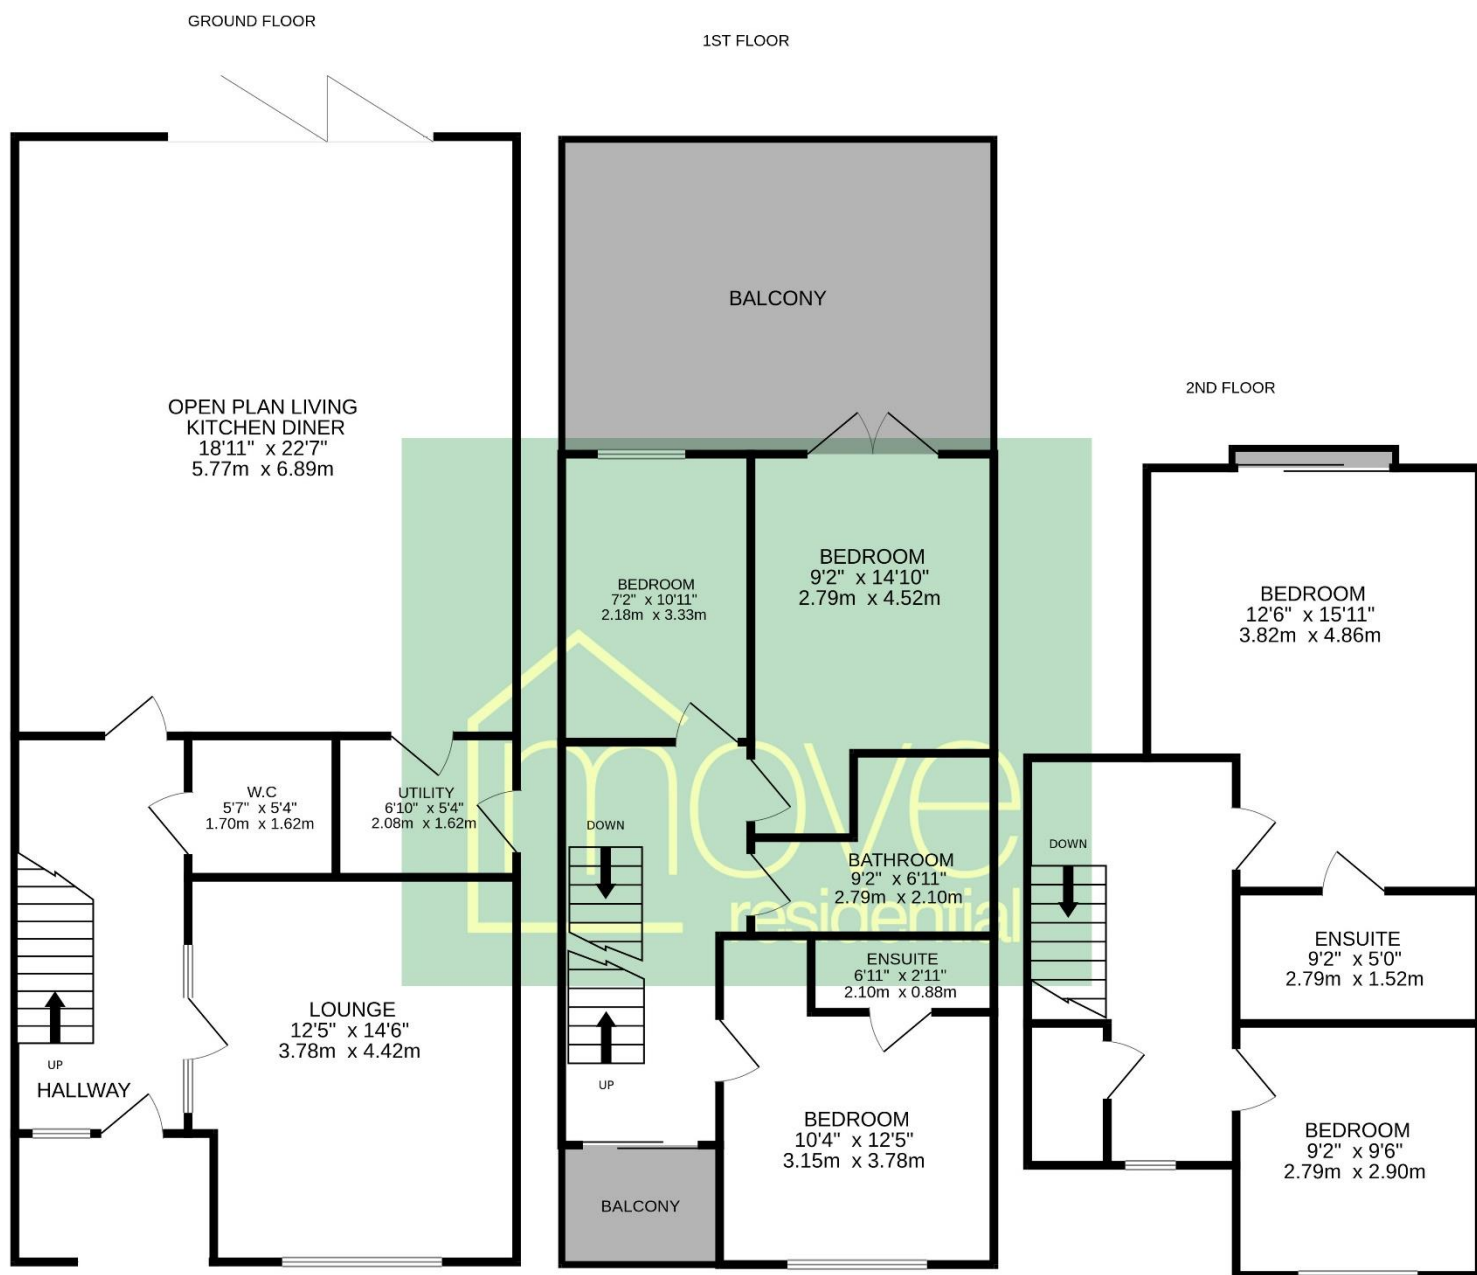 GROUND FLOOR
OPEN PLAN LIVING
KITCHEN DINER
18'11" x 22'7"
5.77m x 6.89m
W.C
5'7" x 5'4"
1.70m x 1.62m
UTILITY
6'10" x 5'4"
2.08m x 1.62m
LOUNGE
12'5" x 14'6"
3.78m x 4.42m
UP
HALLWAY
1ST FLOOR
BALCONY
BEDROOM
7'2" x 10'11"
2.18m x 3.33m
BEDROOM
9'2" x 14'10"
2.79m x 4.52m
move
residential
DOWN
BATHROOM
9'2" x 6'11"
2.79m x 2.10m
ENSUITE
6'11" x 2'11"
2.10m x 0.88m
UP
BEDROOM
10'4" x 12'5"
3.15m x 3.78m
BALCONY
2ND FLOOR
BEDROOM
12'6" x 15'11"
3.82m x 4.86m
DOWN
ENSUITE
9'2" x 5'0"
2.79m x 1.52m
BEDROOM
9'2" x 9'6"
2.79m x 2.90m